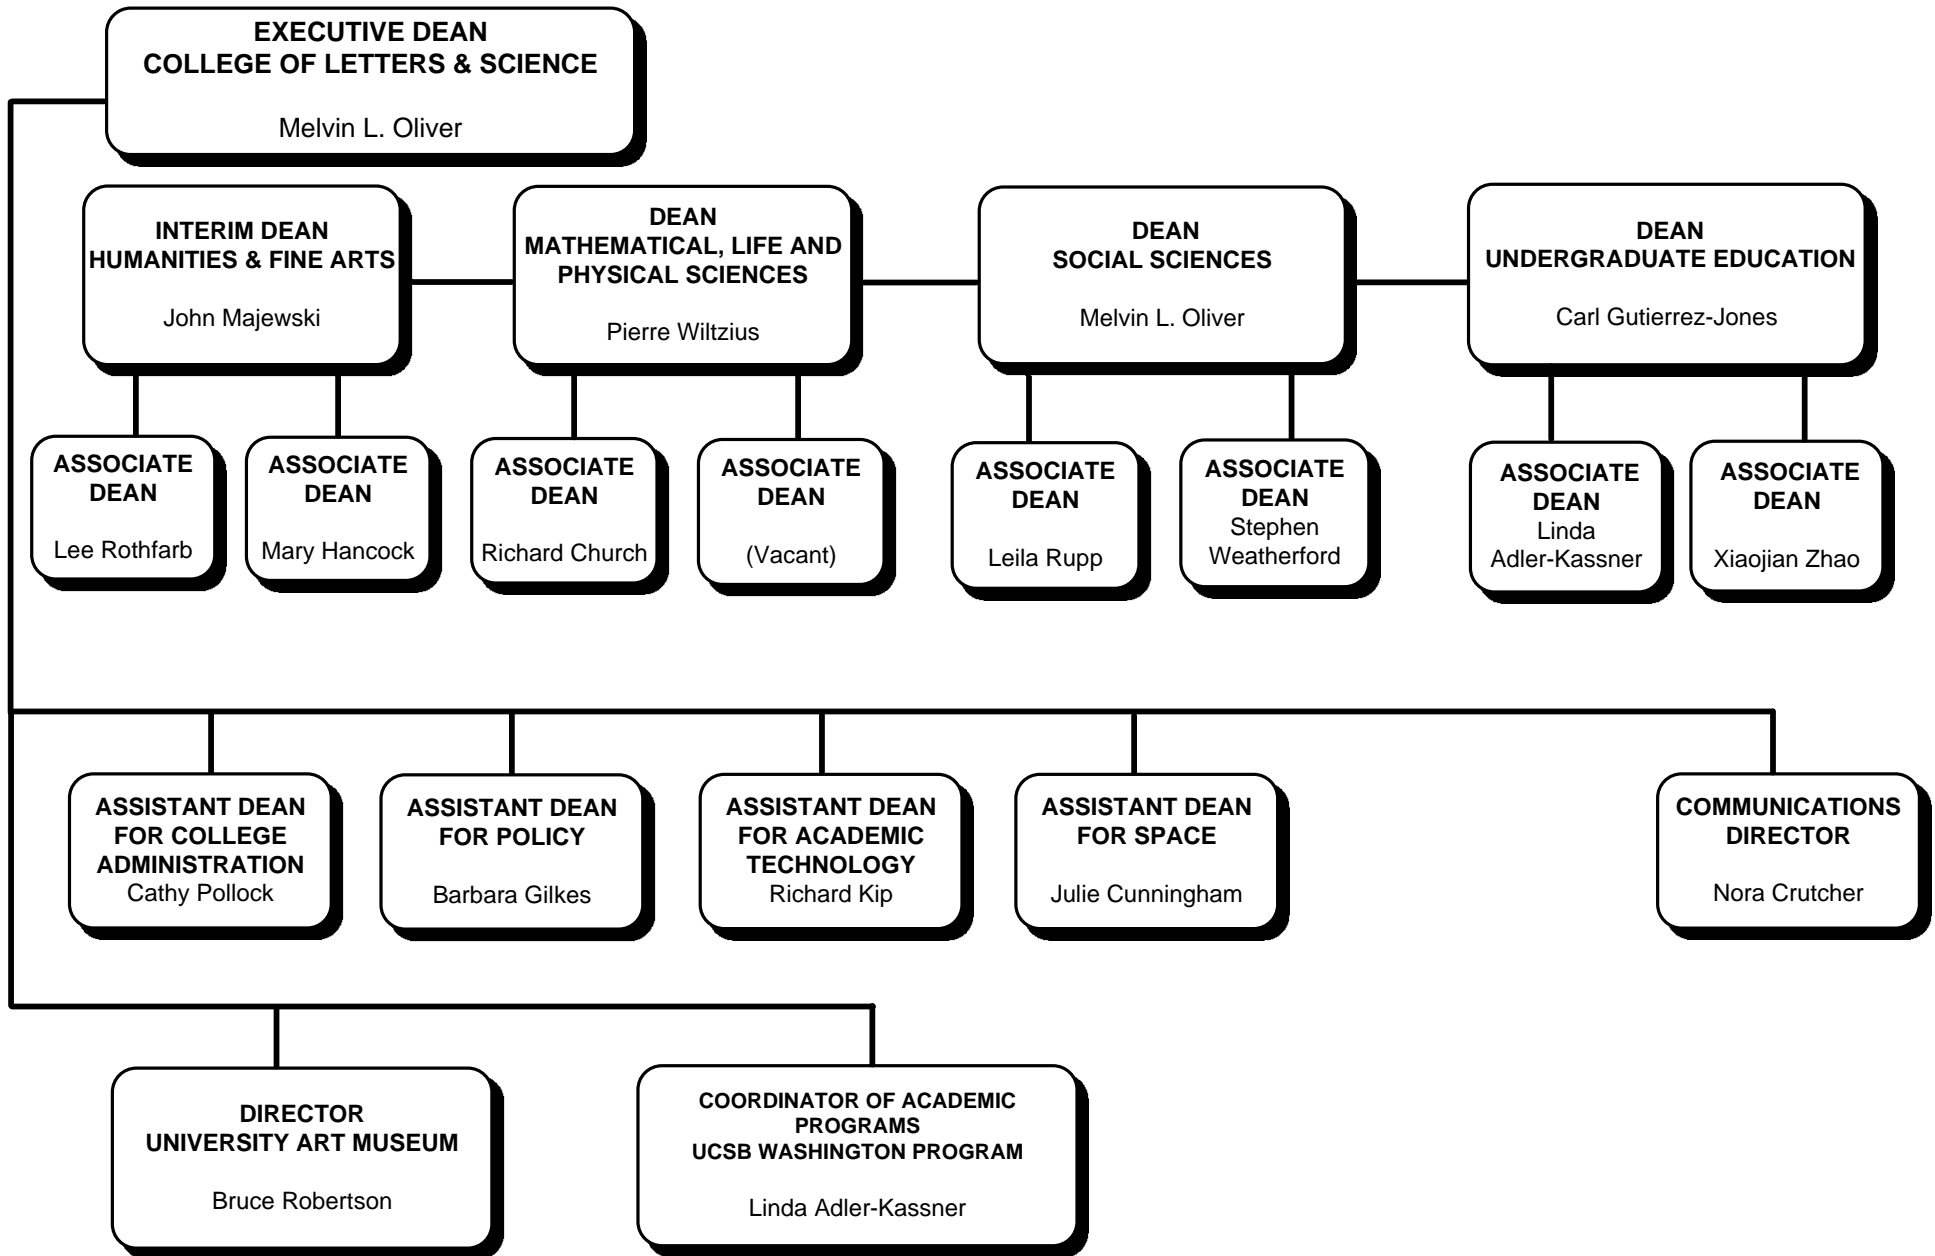 EXECUTIVE DEAN
COLLEGE OF LETTERS & SCIENCE
Melvin L. Oliver
INTERIM DEAN
HUMANITIES & FINE ARTS
John Majewski
DEAN
MATHEMATICAL, LIFE AND
PHYSICAL SCIENCES
Pierre Wiltzius
DEAN
SOCIAL SCIENCES
Melvin L. Oliver
DEAN
UNDERGRADUATE EDUCATION
Carl Gutierrez-Jones
ASSOCIATE
DEAN
Lee Rothfarb
ASSOCIATE
DEAN
Mary Hancock
ASSOCIATE
DEAN
Richard Church
ASSOCIATE
DEAN
(Vacant)
ASSOCIATE
DEAN
Leila Rupp
ASSOCIATE
DEAN
Stephen
Weatherford
ASSOCIATE
DEAN
Linda
Adler-Kassner
ASSOCIATE
DEAN
Xiaojian Zhao
ASSISTANT DEAN
FOR COLLEGE
ADMINISTRATION
Cathy Pollock
ASSISTANT DEAN
FOR POLICY
Barbara Gilkes
ASSISTANT DEAN
FOR ACADEMIC
TECHNOLOGY
Richard Kip
ASSISTANT DEAN
FOR SPACE
Julie Cunningham
COMMUNICATIONS
DIRECTOR
Nora Crutcher
DIRECTOR
UNIVERSITY ART MUSEUM
Bruce Robertson
COORDINATOR OF ACADEMIC
PROGRAMS
UCSB WASHINGTON PROGRAM
Linda Adler-Kassner